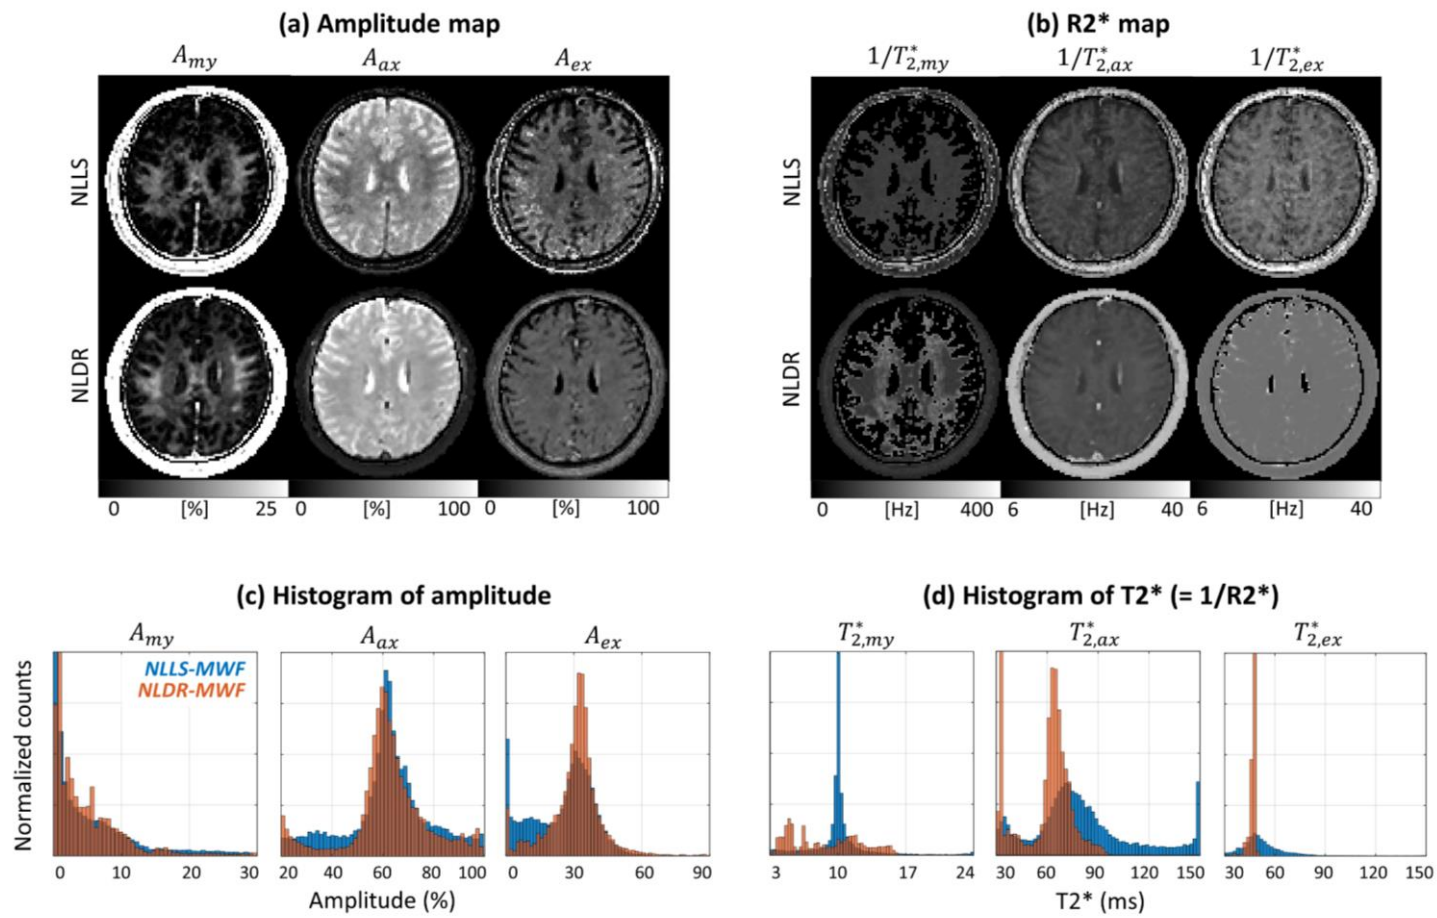 (a) Amplitude map
A_my A_ax A_ex
NLLS
NLDR
0 [%] 25 0 [%] 100 0 [%] 100
(b) R2* map
1/T*_2,my 1/T*_2,ax 1/T*_2,ex
NLLS
NLDR
0 [Hz] 400 6 [Hz] 40 6 [Hz] 40
(c) Histogram of amplitude
A_my A_ax A_ex
NLLS-MWF
NLDR-MWF
Normalized counts
0 10 20 30 20 40 60 80 100 0 30 60 90
Amplitude (%)
(d) Histogram of T2* (= 1/R2*)
T*_2,my T*_2,ax T*_2,ex
3 10 17 24 30 60 90 120 150 30 60 90 120 150
T2* (ms)